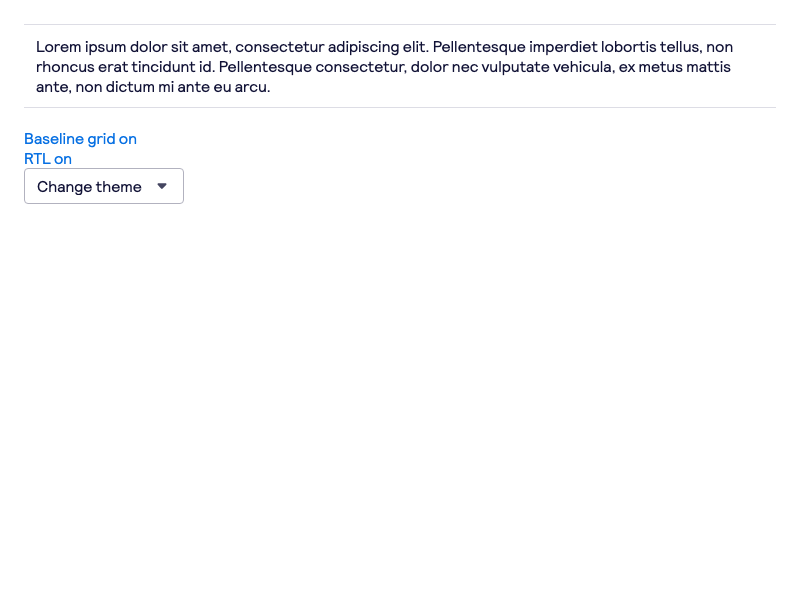 Lorem ipsum dolor sit amet, consectetur adipiscing elit. Pellentesque imperdiet lobortis tellus, non
rhoncus erat tincidunt id. Pellentesque consectetur, dolor nec vulputate vehicula, ex metus mattis
ante, non dictum mi ante eu arcu.
Baseline grid on
RTL on
Change theme